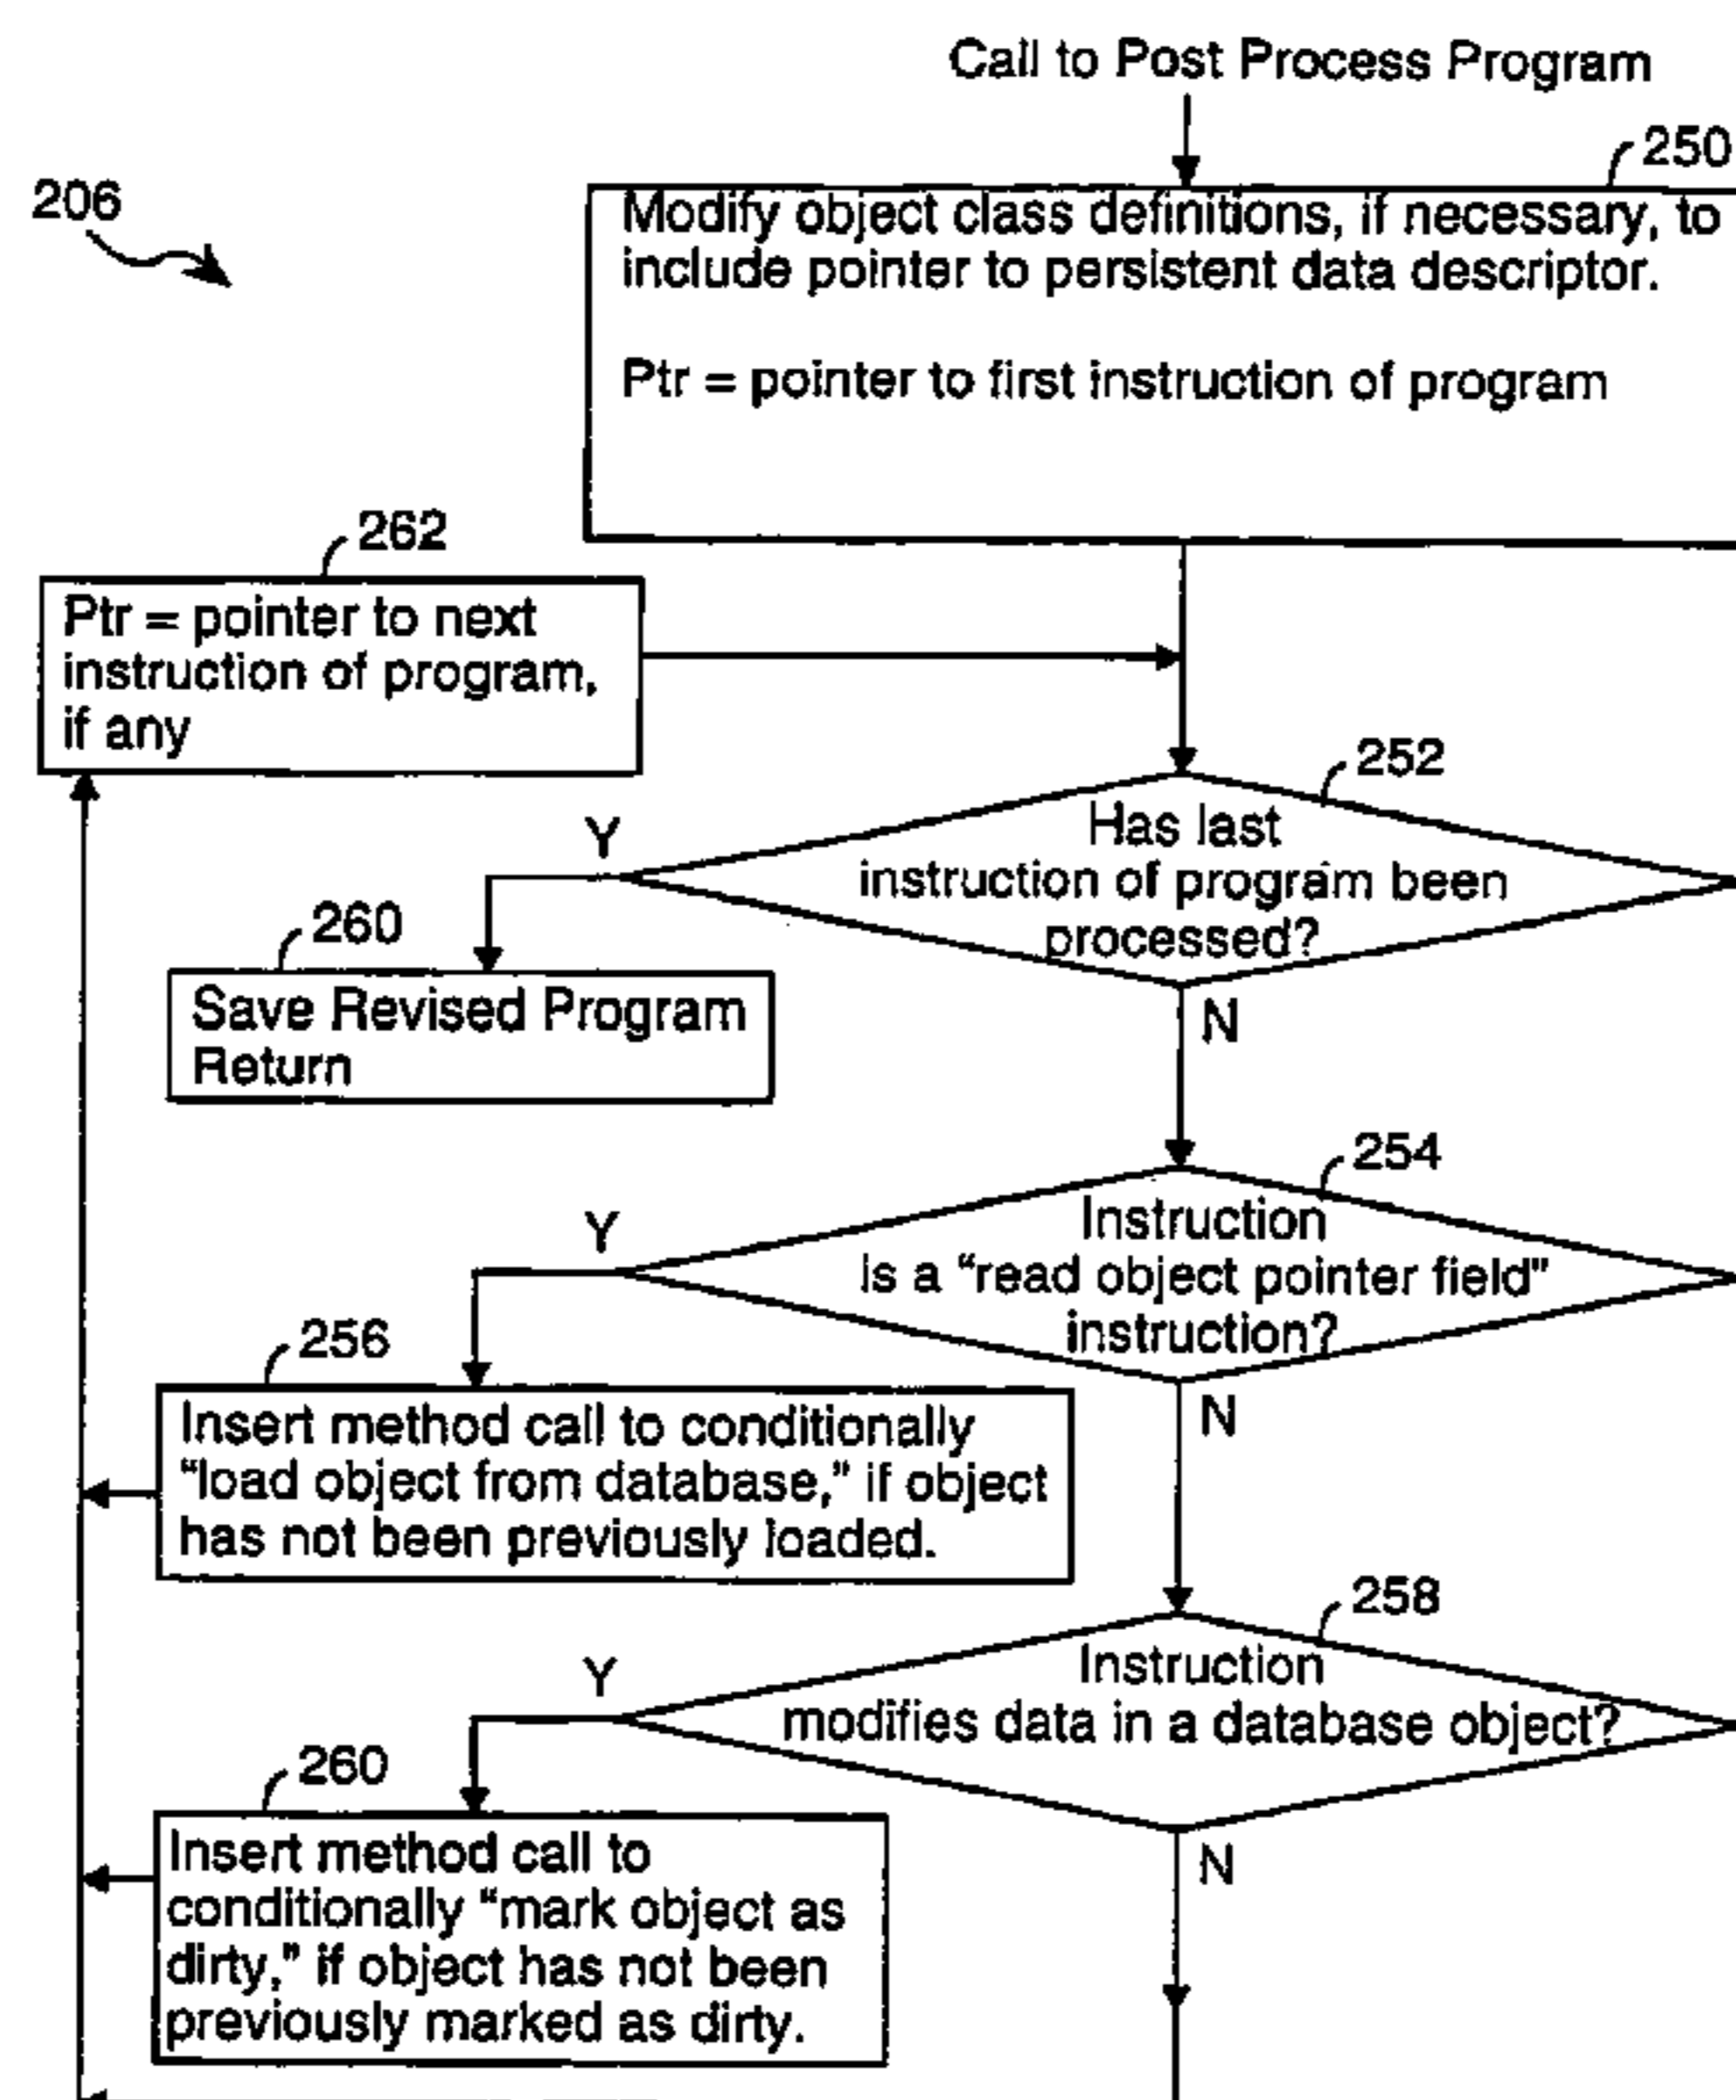 Call to Post Process Program
250
206
Modify object class definitions, if necessary, to
include pointer to persistent data descriptor.
Ptr = pointer to first instruction of program
262
Ptr = pointer to next
instruction of program,
if any
252
Has last
instruction of program been
processed?
Y
N
260
Save Revised Program
Return
254
Instruction
is a "read object pointer field"
instruction?
Y
N
256
Insert method call to conditionally
"load object from database," if object
has not been previously loaded.
258
Instruction
modifies data in a database object?
Y
N
260
Insert method call to
conditionally "mark object as
dirty," if object has not been
previously marked as dirty.